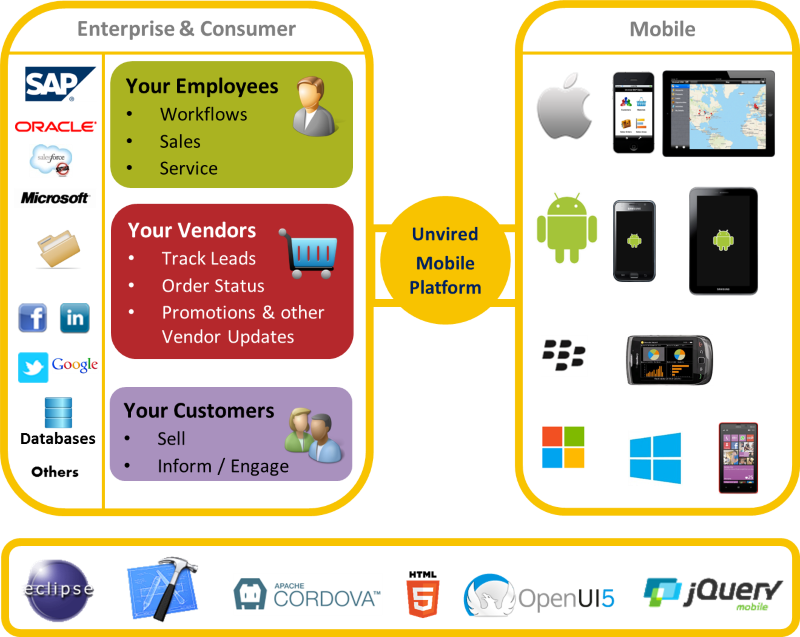 Enterprise & Consumer
SAP
ORACLE
salesforce
Microsoft
in
Google
Databases
Others
Your Employees
• Workflows
• Sales
• Service
Your Vendors
• Track Leads
• Order Status
• Promotions & other
Vendor Updates
Your Customers
• Sell
• Inform / Engage
Unvired
Mobile
Platform
Mobile
eclipse
APACHE
CORDOVA™
HTML
5
OpenUI5
jQuery
mobile